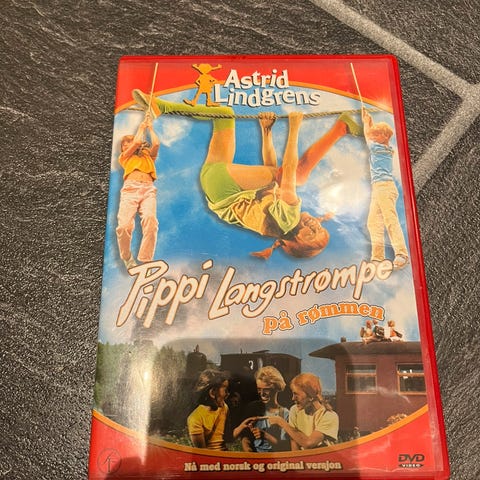 Astrid
Lindgrens
Pippi Langstrømpe
på rømmen
Nå med norsk og original versjon
DVD
VIDEO